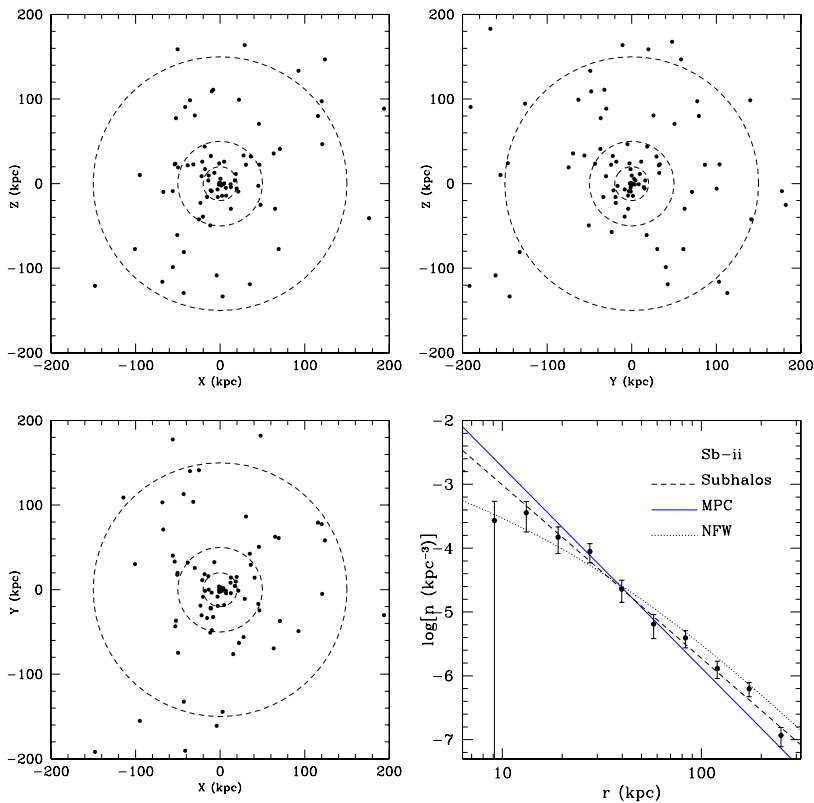 200
100
0
−100
−200
Z (kpc)
−200 −100 0 100 200
X (kpc)
200
100
0
−100
−200
Z (kpc)
−200 −100 0 100 200
Y (kpc)
200
100
0
−100
−200
Y (kpc)
−200 −100 0 100 200
X (kpc)
−2
−3
−4
−5
−6
−7
log[n (kpc⁻³)]
Sb−ii
Subhalos
MPC
NFW
10 100
r (kpc)